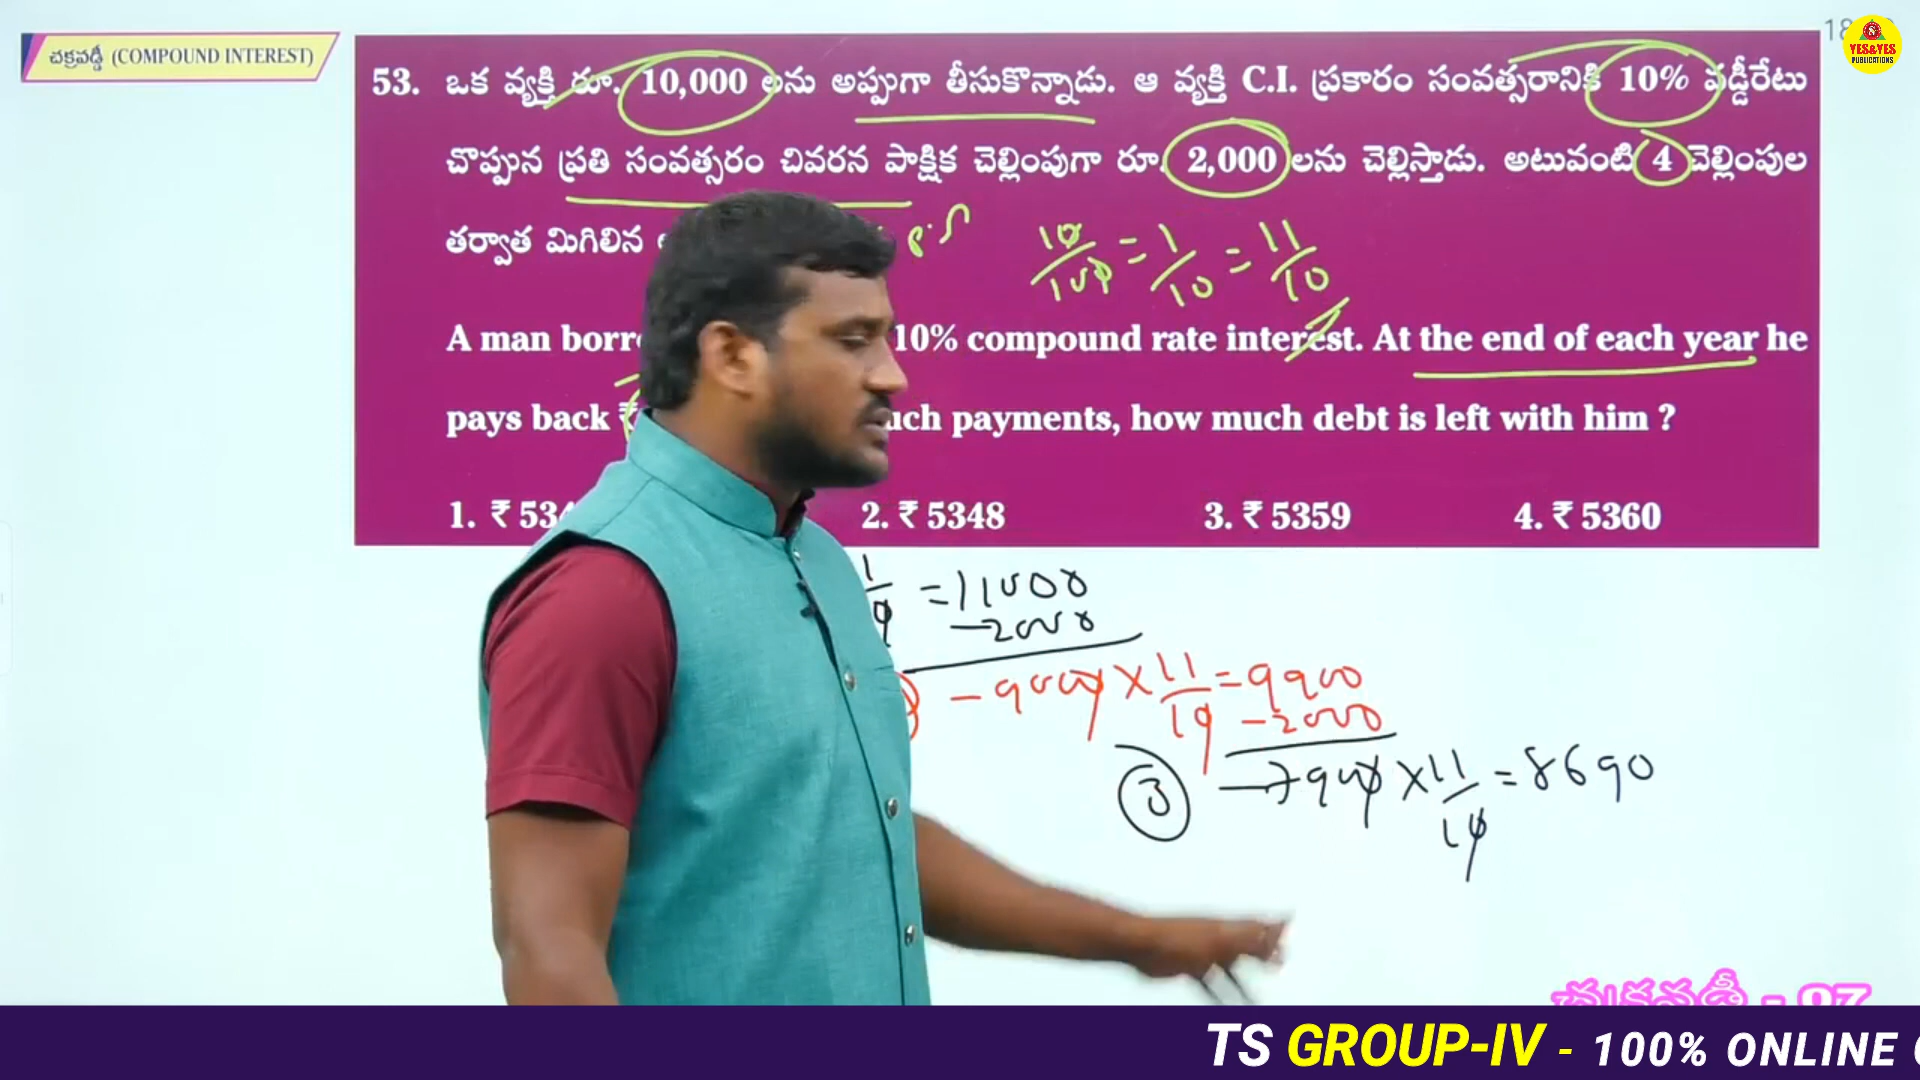 చక్రవడ్డీ (COMPOUND INTEREST)
YES&YES
PUBLICATIONS
53. ఒక వ్యక్తి రూ. 10,000 లను అప్పుగా తీసుకొన్నాడు. ఆ వ్యక్తి C.I. ప్రకారం సంవత్సరానికి 10% వడ్డీరేటు
చొప్పున ప్రతి సంవత్సరం చివరన పాక్షిక చెల్లింపుగా రూ. 2,000 లను చెల్లిస్తాడు. అటువంటి 4 చెల్లింపుల
తర్వాత మిగిలిన
10/100 = 1/10 = 11/10
A man 10% compound rate interest. At the end of each year he
pays back ₹ payments, how much debt is left with him ?
1. ₹ 2. ₹ 5348 3. ₹ 5359 4. ₹ 5360
= 11000
- 2000
- 9000 × 11/10 = 9900
- 2000
3 - 7900 × 11/10 = 8690
TS GROUP-IV - 100% ONLINE